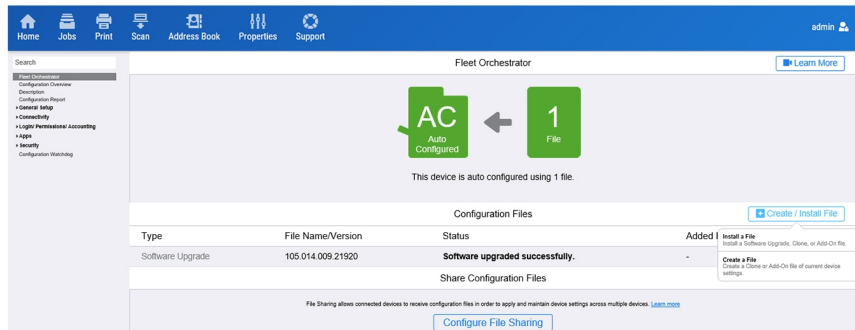 Home Jobs Print Scan Address Book Properties Support admin
Search
Fleet Orchestrator Learn More
Fleet Orchestrator
Configuration Overview
Description
Configuration Report
General Setup
Connectivity
Login/ Permissions/ Accounting
Apps
Security
Configuration Watchdog
AC 1
Auto File
Configured
This device is auto configured using 1 file.
Configuration Files Create / Install File
Type File Name/Version Status Added
Install a File
Install a Software Upgrade, Clone, or Add-On file.
Software Upgrade 105.014.009.21920 Software upgraded successfully. -
Create a File
Create a Clone or Add-On file of current device
settings.
Share Configuration Files
File Sharing allows connected devices to receive configuration files in order to apply and maintain device settings across multiple devices. Learn more
Configure File Sharing